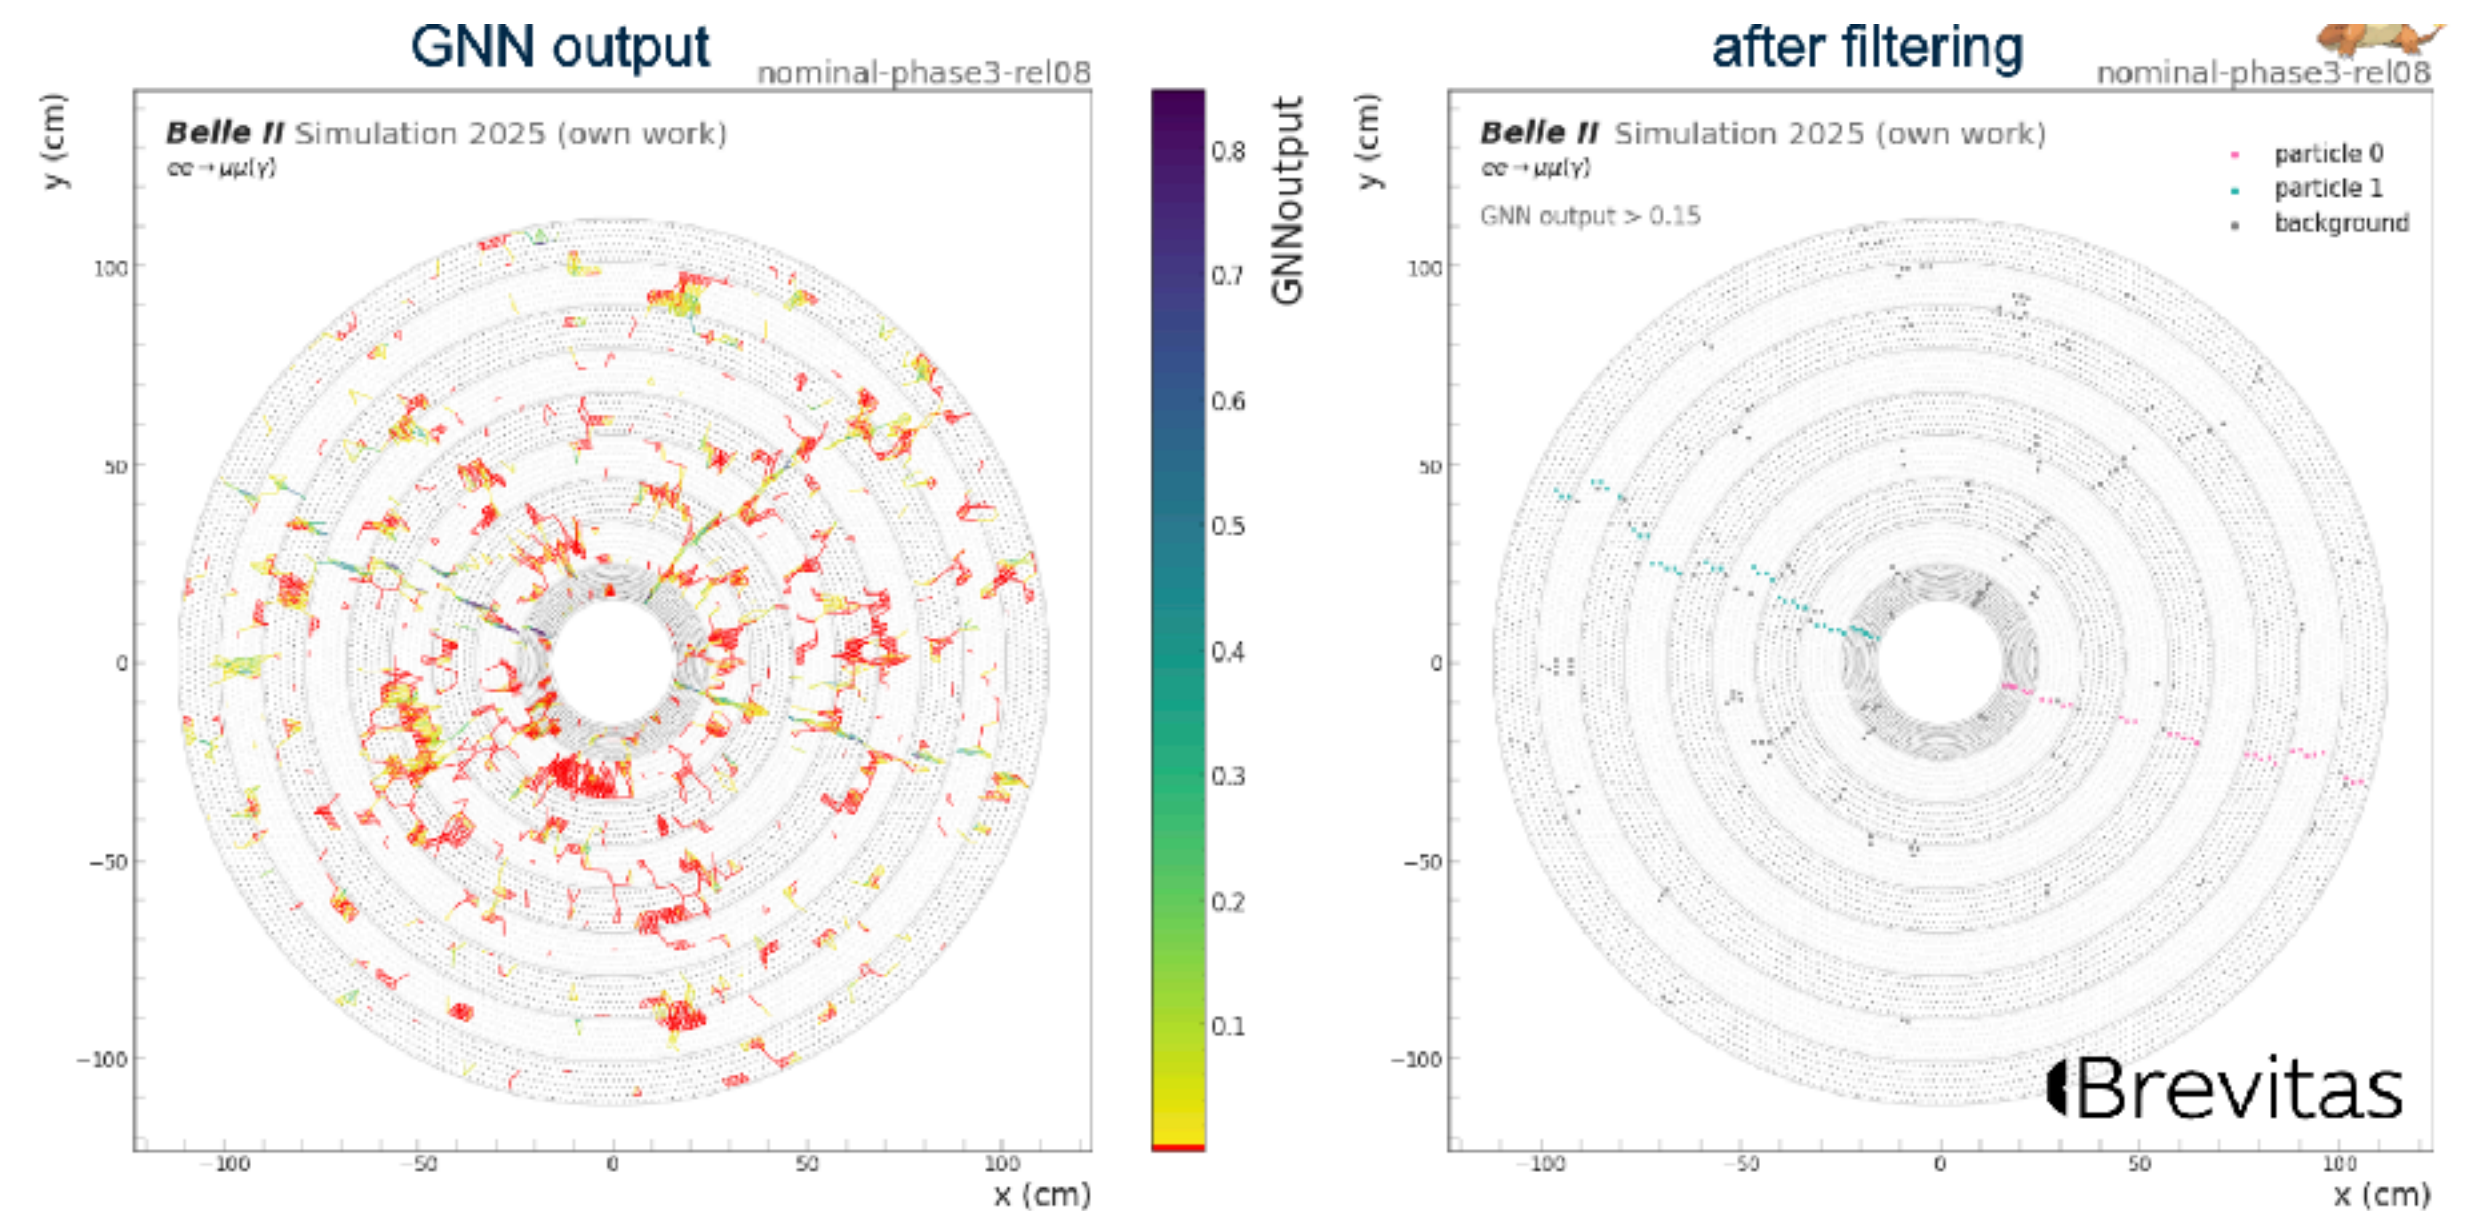 GNN output
nominal-phase3-rel08
y (cm)
Belle II Simulation 2025 (own work)
ee→μμ(γ)
100
50
0
−50
−100
−100
−50
0
50
100
x (cm)
0.8
0.7
0.6
0.5
0.4
0.3
0.2
0.1
GNNoutput
after filtering
nominal-phase3-rel08
y (cm)
Belle II Simulation 2025 (own work)
ee→μμ(γ)
GNN output > 0.15
particle 0
particle 1
background
100
50
0
−50
−100
Brevitas
−100
−50
0
50
100
x (cm)